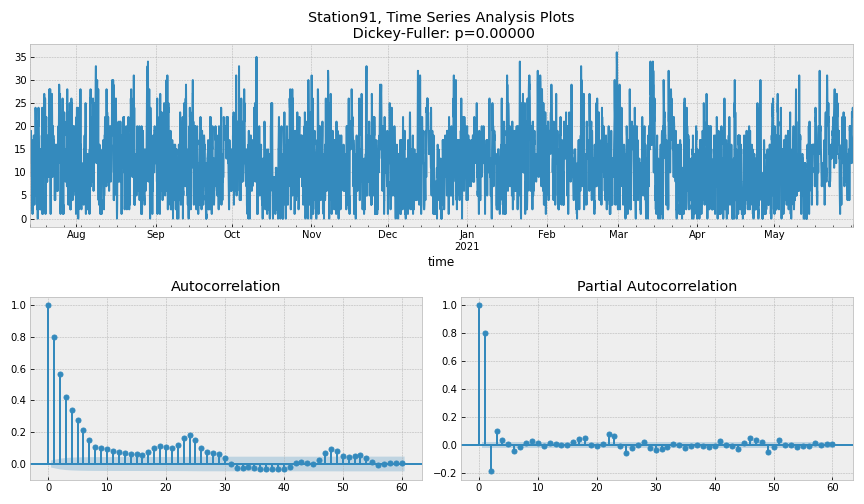 Station91, Time Series Analysis Plots
Dickey-Fuller: p=0.00000
35
30
25
20
15
10
5
0
Aug Sep Oct Nov Dec Jan Feb Mar Apr May
2021
time
Autocorrelation
1.0
0.8
0.6
0.4
0.2
0.0
0 10 20 30 40 50 60
Partial Autocorrelation
1.0
0.8
0.6
0.4
0.2
0.0
−0.2
0 10 20 30 40 50 60